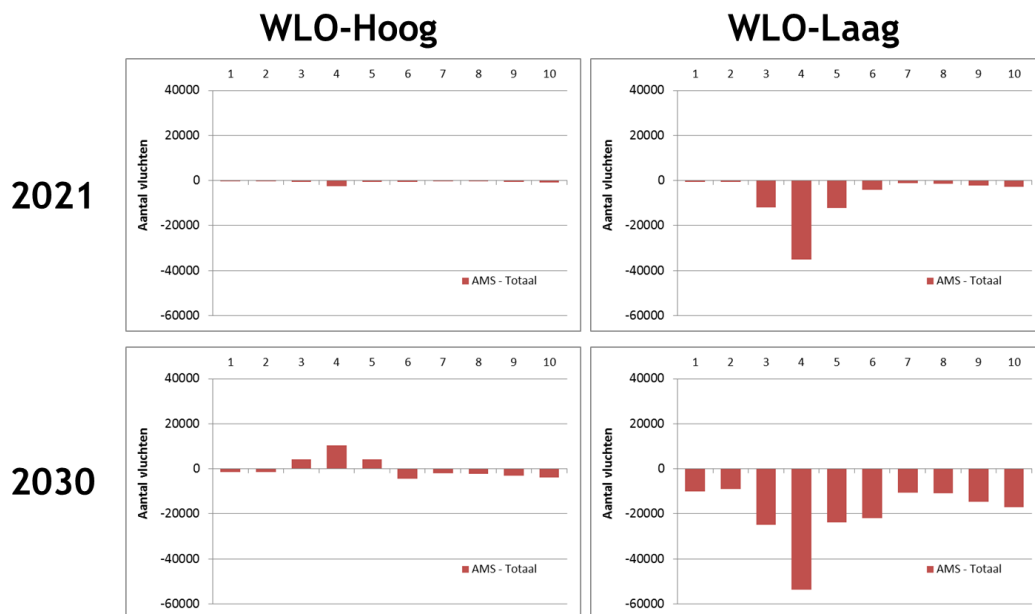 WLO-Hoog WLO-Laag
2021
1 2 3 4 5 6 7 8 9 10
40000
20000
0
-20000
-40000
-60000
Aantal vluchten
AMS - Totaal
1 2 3 4 5 6 7 8 9 10
40000
20000
0
-20000
-40000
-60000
Aantal vluchten
AMS - Totaal
2030
1 2 3 4 5 6 7 8 9 10
40000
20000
0
-20000
-40000
-60000
Aantal vluchten
AMS - Totaal
1 2 3 4 5 6 7 8 9 10
40000
20000
0
-20000
-40000
-60000
Aantal vluchten
AMS - Totaal